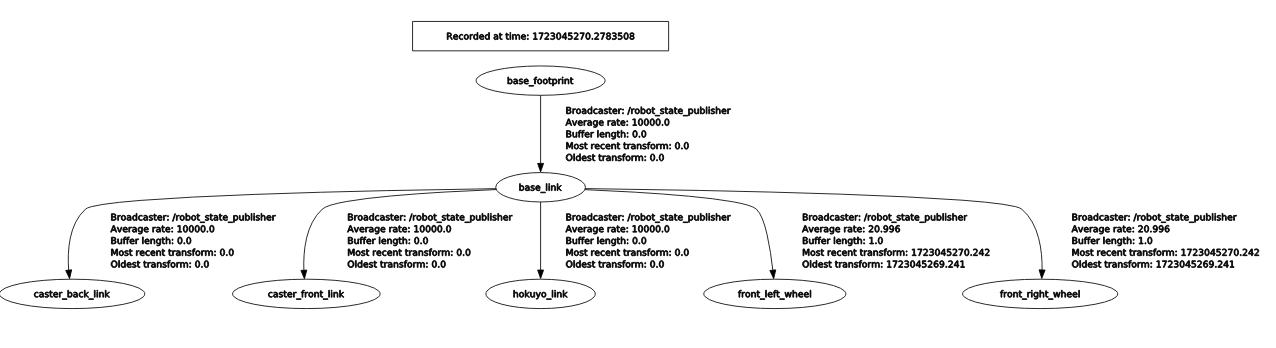 Recorded at time: 1723045270.2783508
base_footprint
Broadcaster: /robot_state_publisher
Average rate: 10000.0
Buffer length: 0.0
Most recent transform: 0.0
Oldest transform: 0.0
base_link
Broadcaster: /robot_state_publisher
Average rate: 10000.0
Buffer length: 0.0
Most recent transform: 0.0
Oldest transform: 0.0
Broadcaster: /robot_state_publisher
Average rate: 10000.0
Buffer length: 0.0
Most recent transform: 0.0
Oldest transform: 0.0
Broadcaster: /robot_state_publisher
Average rate: 10000.0
Buffer length: 0.0
Most recent transform: 0.0
Oldest transform: 0.0
Broadcaster: /robot_state_publisher
Average rate: 20.996
Buffer length: 1.0
Most recent transform: 1723045270.242
Oldest transform: 1723045269.241
Broadcaster: /robot_state_publisher
Average rate: 20.996
Buffer length: 1.0
Most recent transform: 1723045270.242
Oldest transform: 1723045269.241
caster_back_link
caster_front_link
hokuyo_link
front_left_wheel
front_right_wheel